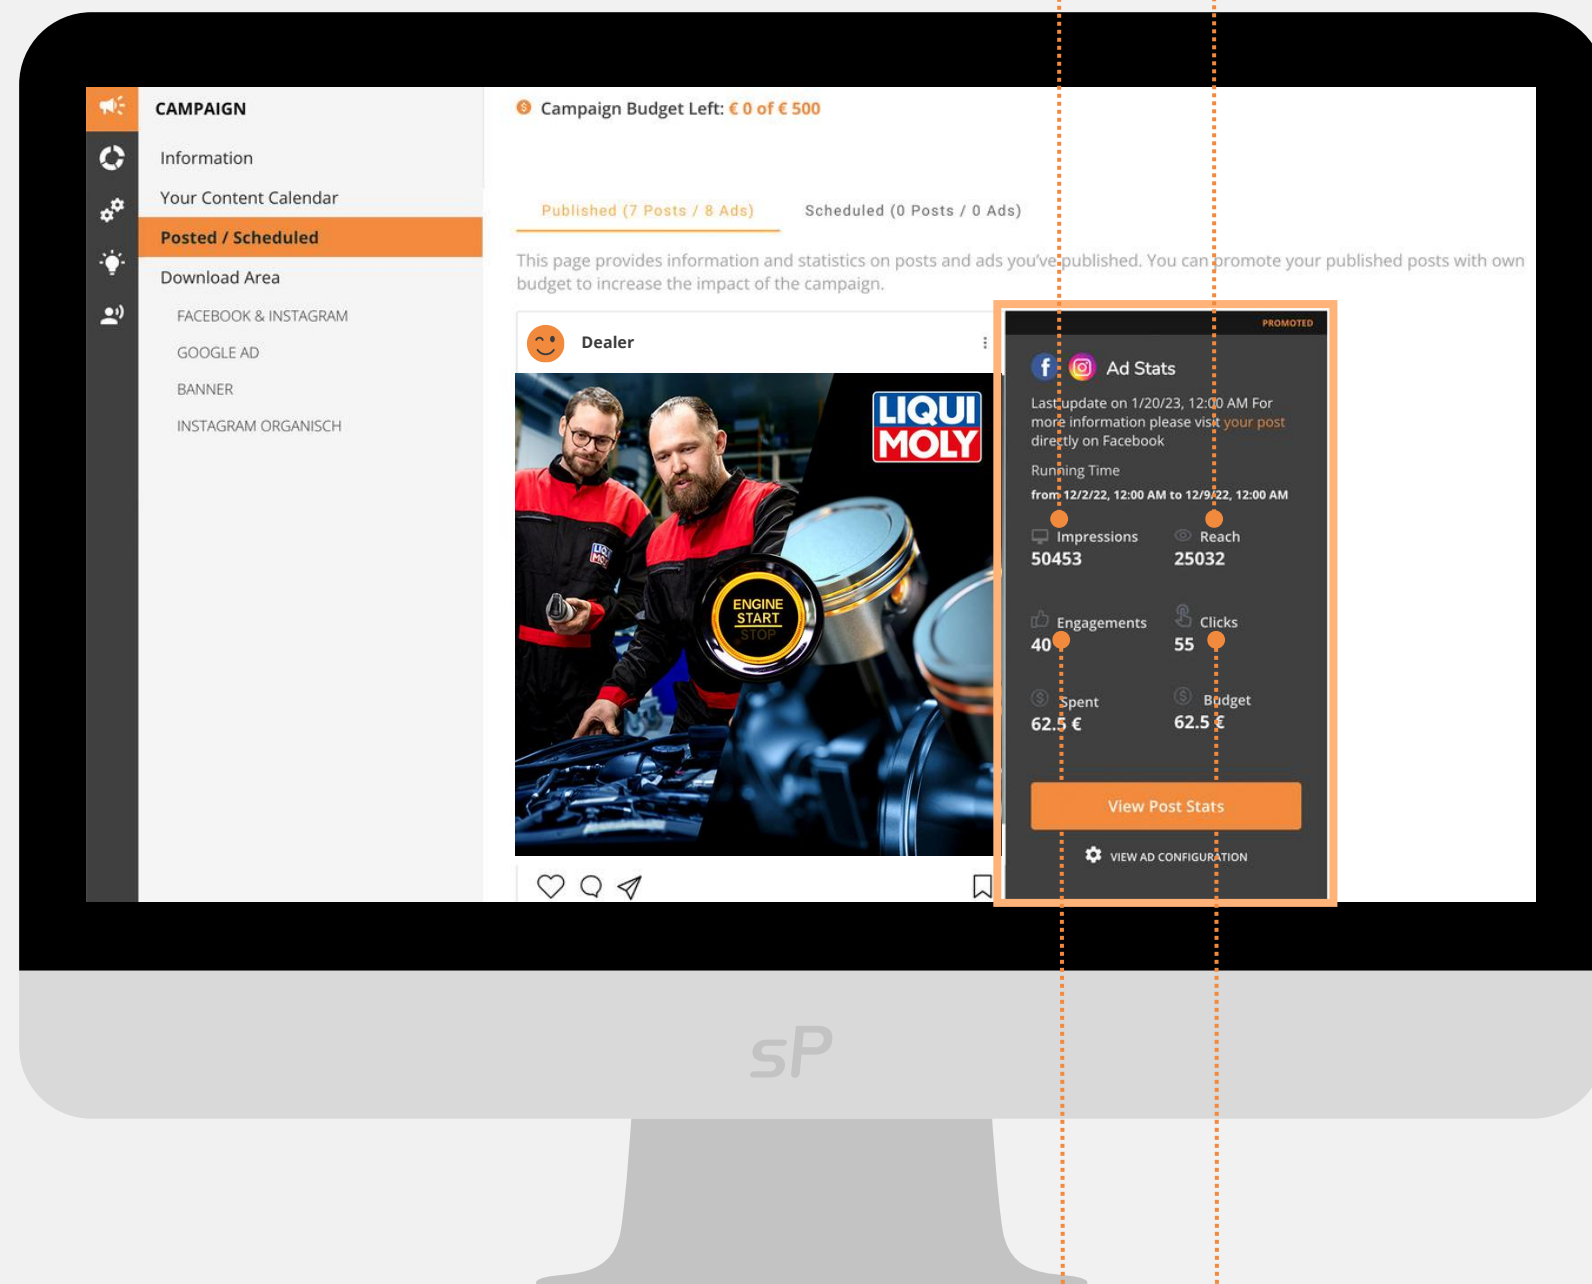 CAMPAIGN
Information
Your Content Calendar
Posted / Scheduled
Download Area
FACEBOOK & INSTAGRAM
GOOGLE AD
BANNER
INSTAGRAM ORGANISCH
Campaign Budget Left: € 0 of € 500
Published (7 Posts / 8 Ads)
Scheduled (0 Posts / 0 Ads)
This page provides information and statistics on posts and ads you've published. You can promote your published posts with own
budget to increase the impact of the campaign.
Dealer
LIQUI
MOLY
LIQUI
MOLY
ENGINE
START
STOP
PROMOTED
Ad Stats
Last update on 1/20/23, 12:00 AM For
more information please visit your post
directly on Facebook
Running Time
from 12/2/22, 12:00 AM to 12/9/22, 12:00 AM
Impressions
50453
Reach
25032
Engagements
40
Clicks
55
Spent
62.5 €
Budget
62.5 €
View Post Stats
VIEW AD CONFIGURATION
sP